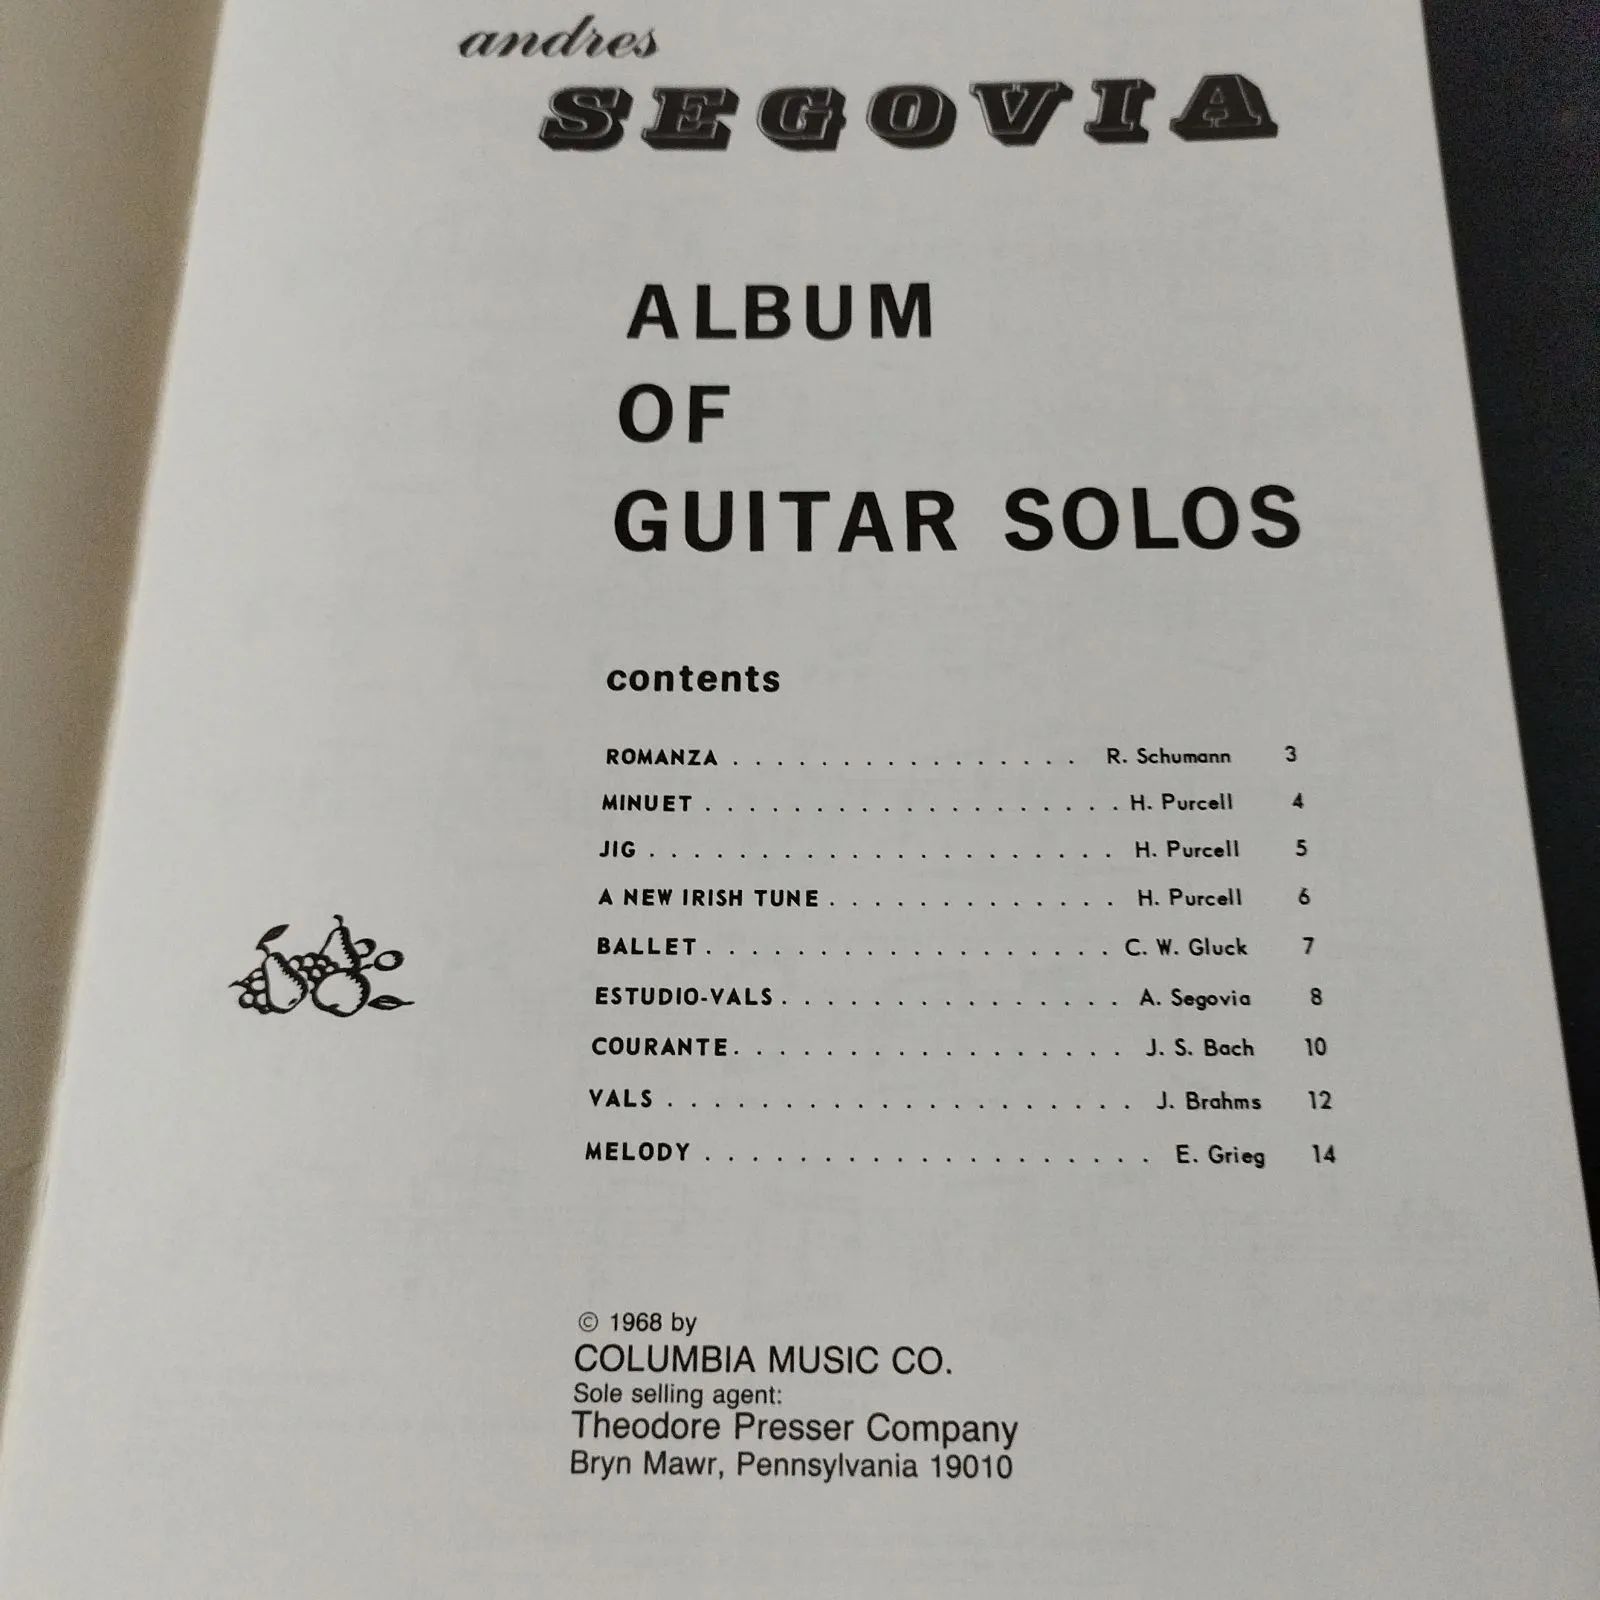 andres
SEGOVIA
ALBUM
OF
GUITAR SOLOS
contents
ROMANZA . . . . . . . . . . . . . . . . R. Schumann 3
MINUET . . . . . . . . . . . . . . . . . . . H. Purcell 4
JIG . . . . . . . . . . . . . . . . . . . . . H. Purcell 5
A NEW IRISH TUNE . . . . . . . . . . . . . H. Purcell 6
BALLET . . . . . . . . . . . . . . . . . . C. W. Gluck 7
ESTUDIO-VALS . . . . . . . . . . . . . . . A. Segovia 8
COURANTE . . . . . . . . . . . . . . . . . J. S. Bach 10
VALS . . . . . . . . . . . . . . . . . . . . J. Brahms 12
MELODY . . . . . . . . . . . . . . . . . . . E. Grieg 14
© 1968 by
COLUMBIA MUSIC CO.
Sole selling agent:
Theodore Presser Company
Bryn Mawr, Pennsylvania 19010